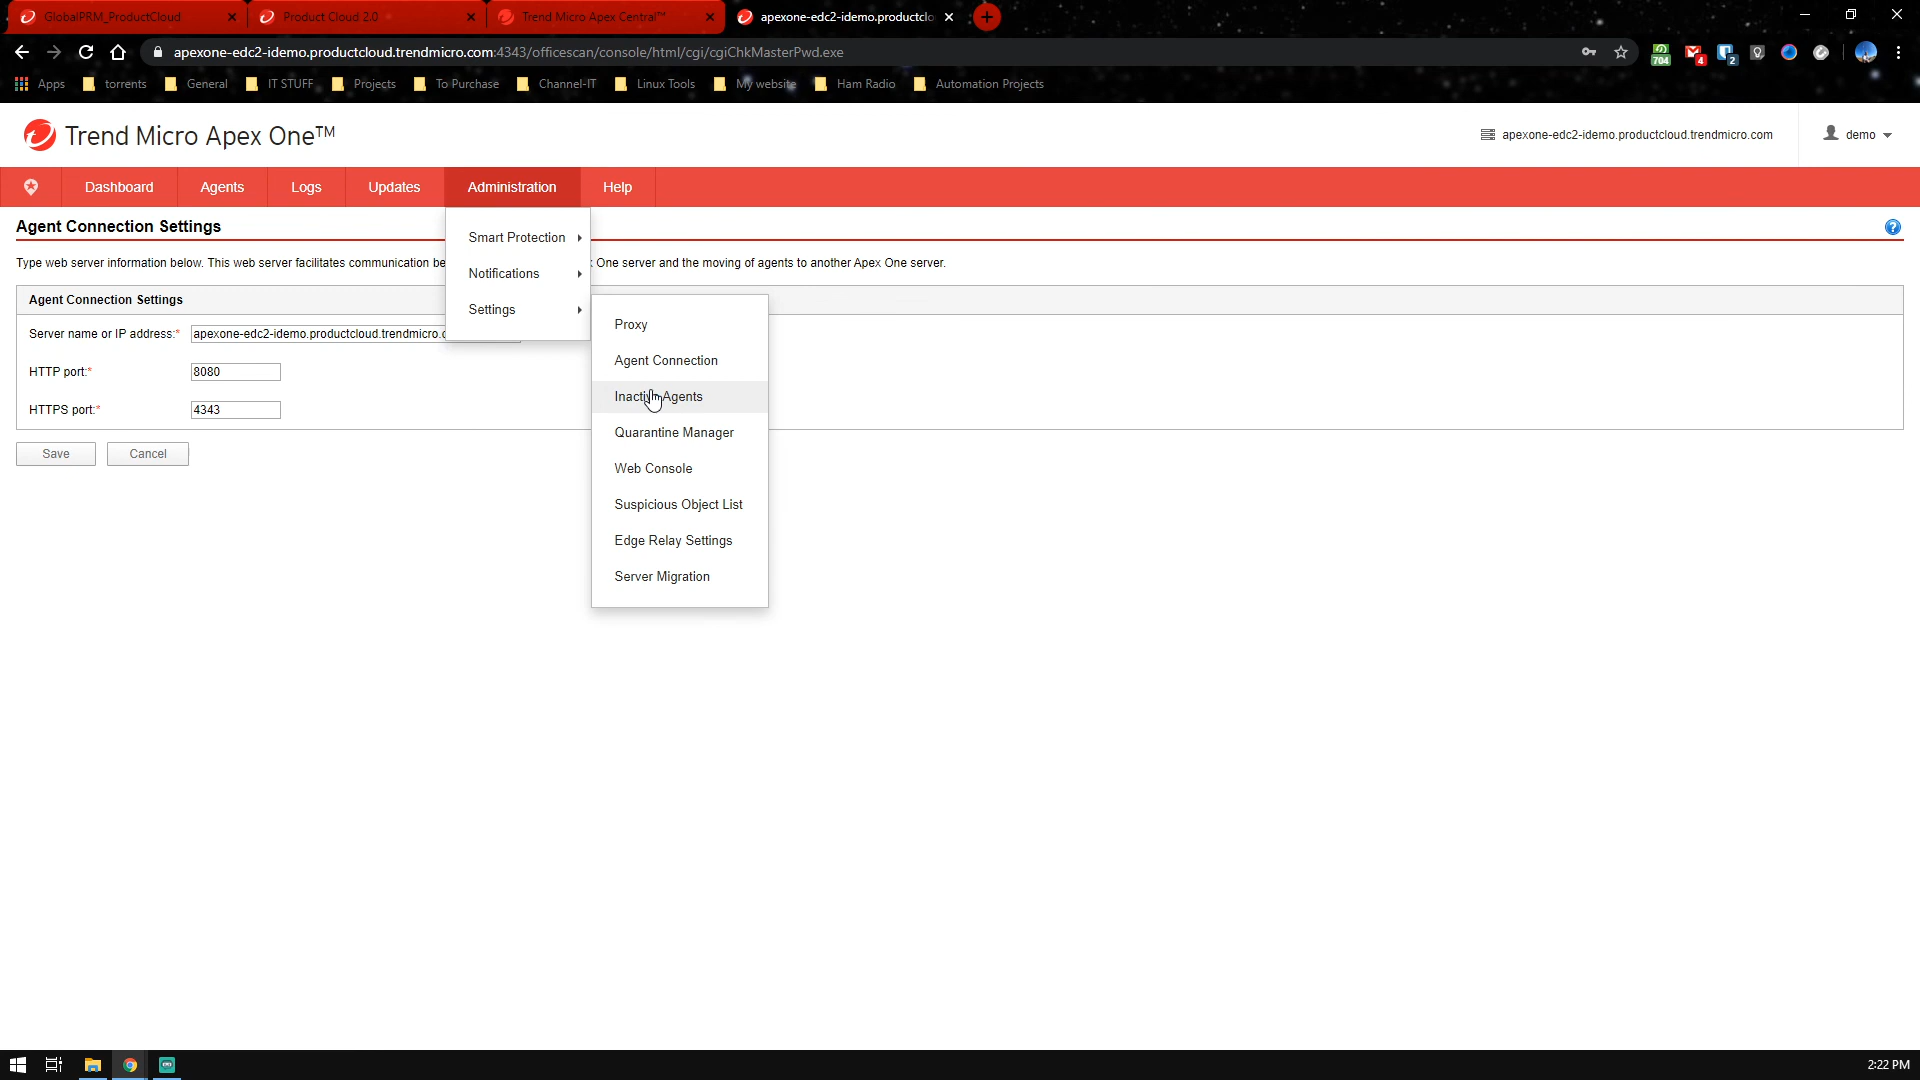 GlobalPRM_ProductCloud
Product Cloud 2.0
Trend Micro Apex Central™
apexone-edc2-idemo.productclo
apexone-edc2-idemo.productcloud.trendmicro.com:4343/officescan/console/html/cgi/cgiChkMasterPwd.exe
704
4
2
Apps
torrents
General
IT STUFF
Projects
To Purchase
Channel-IT
Linux Tools
My website
Ham Radio
Automation Projects
Trend Micro Apex One™
apexone-edc2-idemo.productcloud.trendmicro.com
demo
Dashboard
Agents
Logs
Updates
Administration
Help
Agent Connection Settings
?
Smart Protection
Notifications
Settings
Type web server information below. This web server facilitates communication be
One server and the moving of agents to another Apex One server.
Agent Connection Settings
Server name or IP address:* apexone-edc2-idemo.productcloud.trendmicro.c
HTTP port:* 8080
HTTPS port:* 4343
Save
Cancel
Proxy
Agent Connection
Inactive Agents
Quarantine Manager
Web Console
Suspicious Object List
Edge Relay Settings
Server Migration
2:22 PM